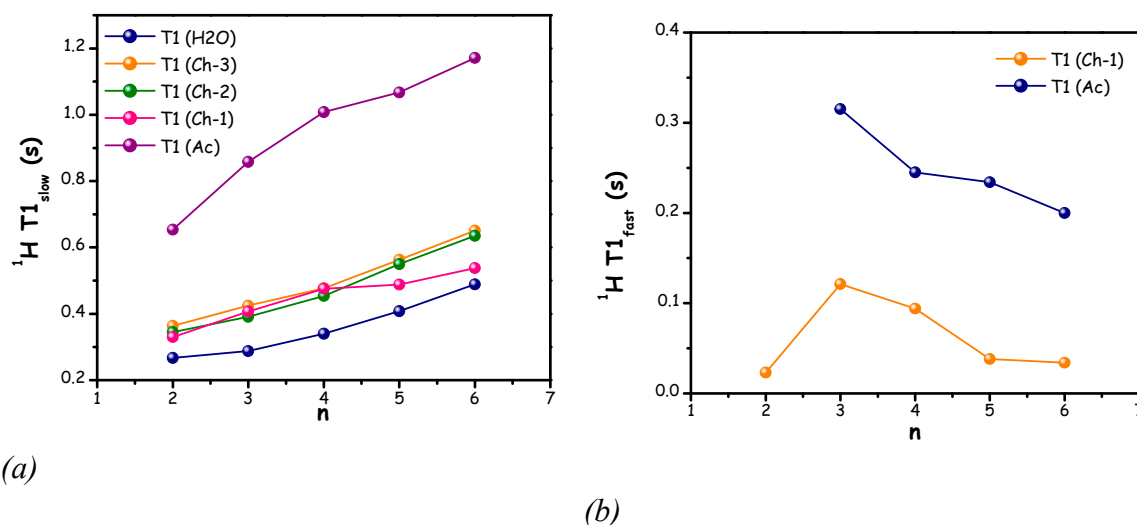 T1 (H2O)
T1 (Ch-3)
T1 (Ch-2)
T1 (Ch-1)
T1 (Ac)
1.2
1.0
0.8
0.6
0.4
0.2
1 2 3 4 5 6 7
n
¹H T1slow (s)
(a)
T1 (Ch-1)
T1 (Ac)
0.4
0.3
0.2
0.1
0.0
1 2 3 4 5 6 7
n
¹H T1fast (s)
(b)